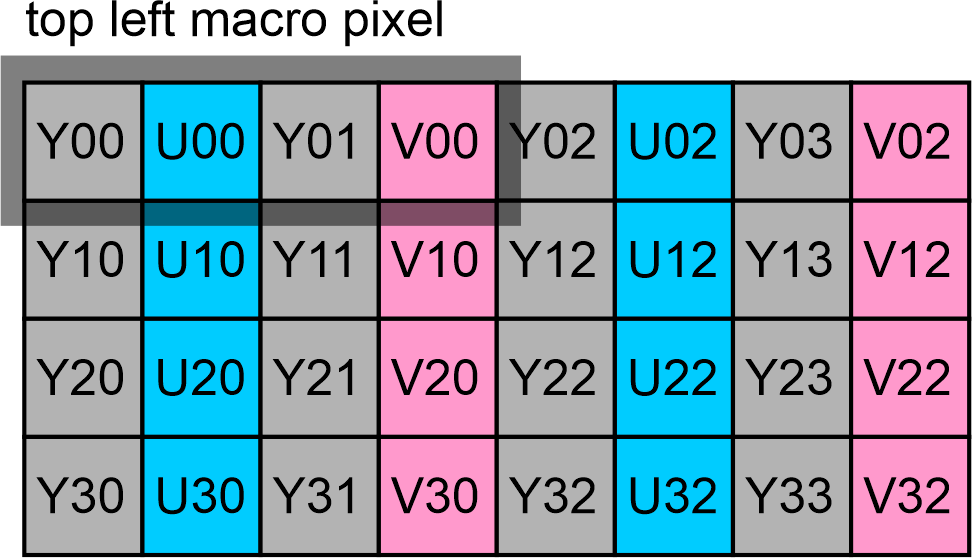 top left macro pixel
Y00 U00 Y01 V00 Y02 U02 Y03 V02
Y10 U10 Y11 V10 Y12 U12 Y13 V12
Y20 U20 Y21 V20 Y22 U22 Y23 V22
Y30 U30 Y31 V30 Y32 U32 Y33 V32